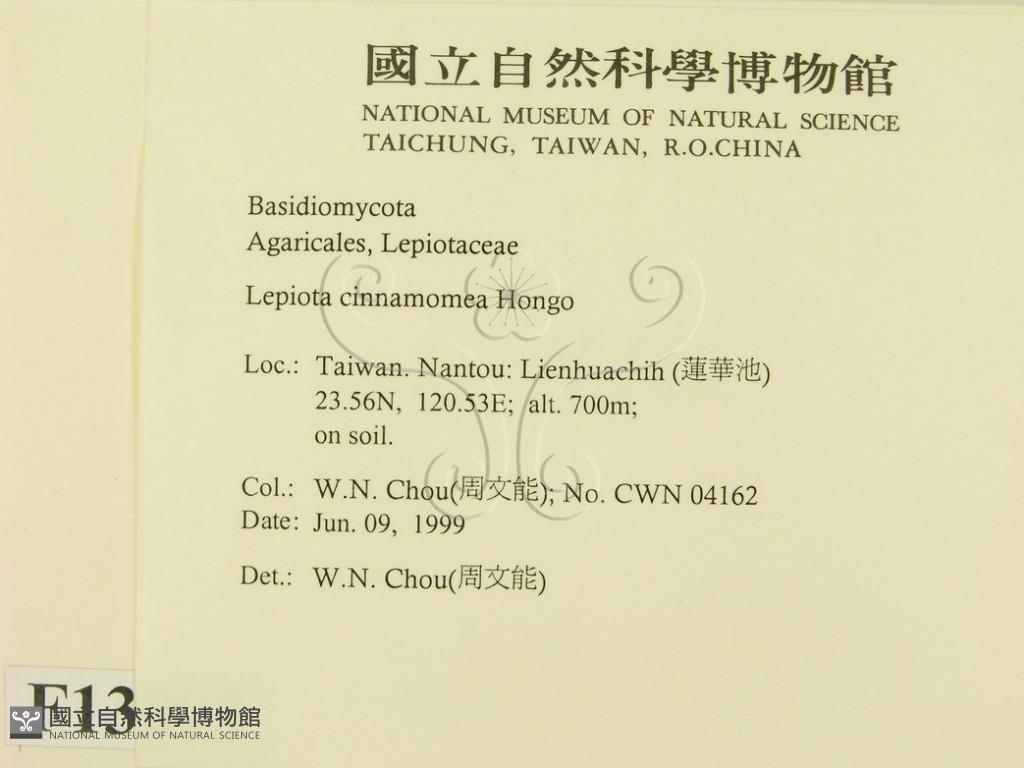 國立自然科學博物館
NATIONAL MUSEUM OF NATURAL SCIENCE
TAICHUNG, TAIWAN, R.O.CHINA
Basidiomycota
Agaricales, Lepiotaceae
Lepiota cinnamomea Hongo
Loc.: Taiwan. Nantou: Lienhuachih (蓮華池)
23.56N, 120.53E; alt. 700m;
on soil.
Col.: W.N. Chou(周文能); No. CWN 04162
Date: Jun. 09, 1999
Det.: W.N. Chou(周文能)
F13
國立自然科學博物館
NATIONAL MUSEUM OF NATURAL SCIENCE